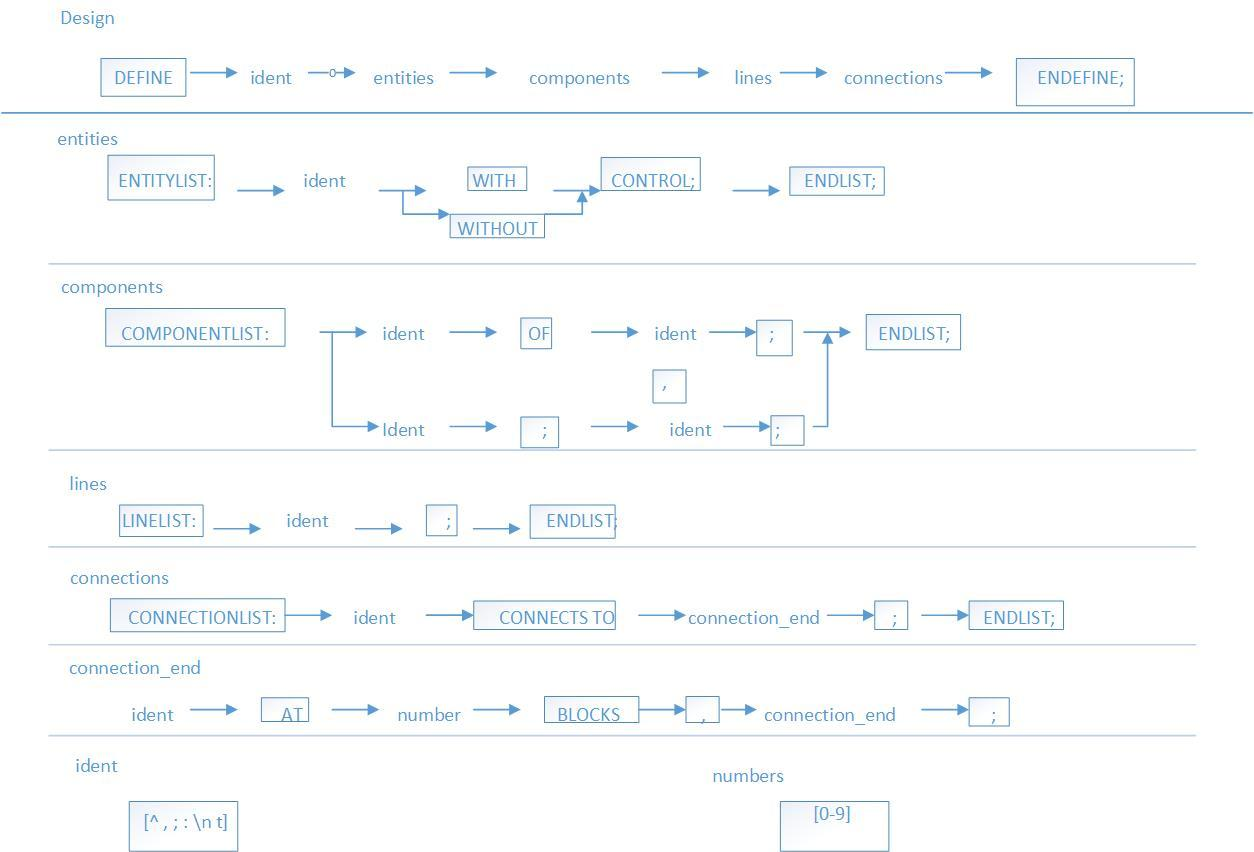 Design
DEFINE ident o entities components lines connections ENDEFINE;
entities
ENTITYLIST: ident WITH CONTROL; ENDLIST;
WITHOUT
components
COMPONENTLIST: ident OF ident ; ENDLIST;
,
Ident ; ident ;
lines
LINELIST: ident ; ENDLIST;
connections
CONNECTIONLIST: ident CONNECTS TO connection_end ; ENDLIST;
connection_end
ident AT number BLOCKS , connection_end ;
ident
numbers
[^ , ; : \n t]
[0-9]